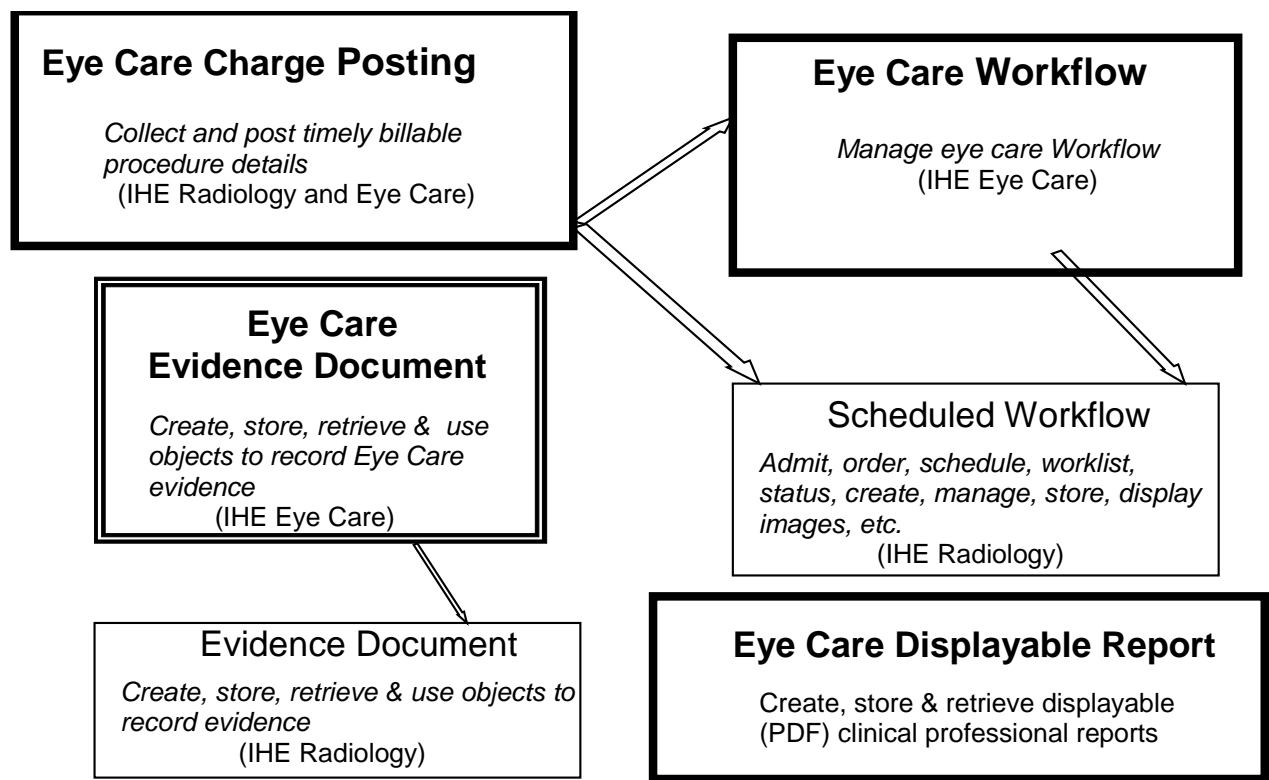 Eye Care Charge Posting
Collect and post timely billable
procedure details
(IHE Radiology and Eye Care)
Eye Care Workflow
Manage eye care Workflow
(IHE Eye Care)
Eye Care
Evidence Document
Create, store, retrieve & use
objects to record Eye Care
evidence
(IHE Eye Care)
Scheduled Workflow
Admit, order, schedule, worklist,
status, create, manage, store, display
images, etc.
(IHE Radiology)
Evidence Document
Create, store, retrieve & use objects to
record evidence
(IHE Radiology)
Eye Care Displayable Report
Create, store & retrieve displayable
(PDF) clinical professional reports